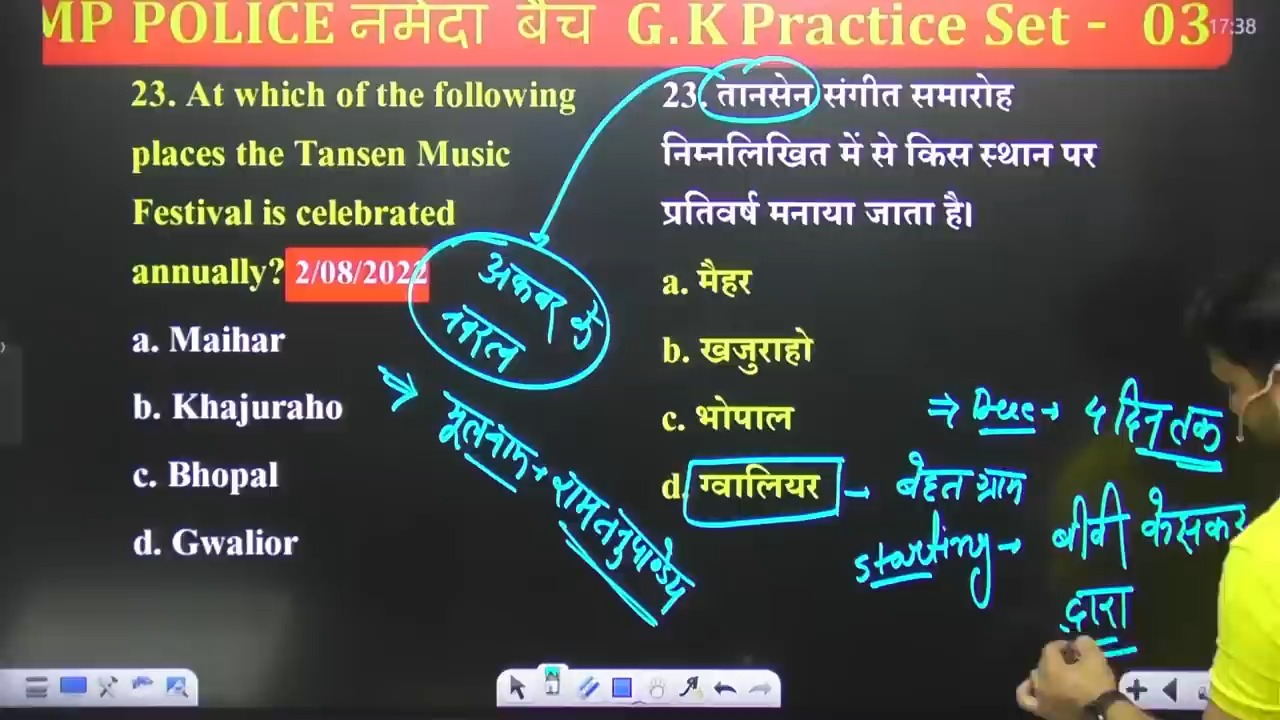 MP POLICE नर्मदा बैच G.K Practice Set - 03
17:38
23. At which of the following
places the Tansen Music
Festival is celebrated
annually? 2/08/2022
a. Maihar
b. Khajuraho
c. Bhopal
d. Gwalior
23. तानसेन संगीत समारोह
निम्नलिखित में से किस स्थान पर
प्रतिवर्ष मनाया जाता है।
a. मैहर
b. खजुराहो
c. भोपाल
d. ग्वालियर → बेहत ग्राम
अकबर के
नवरत्न
⇒ मूलनाम → रामतनु पाण्डेय
⇒ Dec → 4 दिन तक
starting → बीवी केसकर
द्वारा